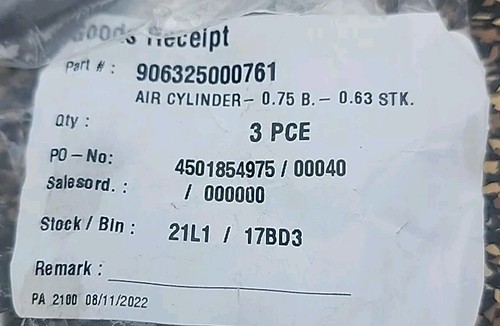 Goods Receipt
Part # : 906325000761
AIR CYLINDER- 0.75 B.- 0.63 STK.
Qty : 3 PCE
PO-No: 4501854975 / 00040
Salesord. : / 000000
Stock / Bin : 21L1 / 17BD3
Remark :
PA 2100 08/11/2022